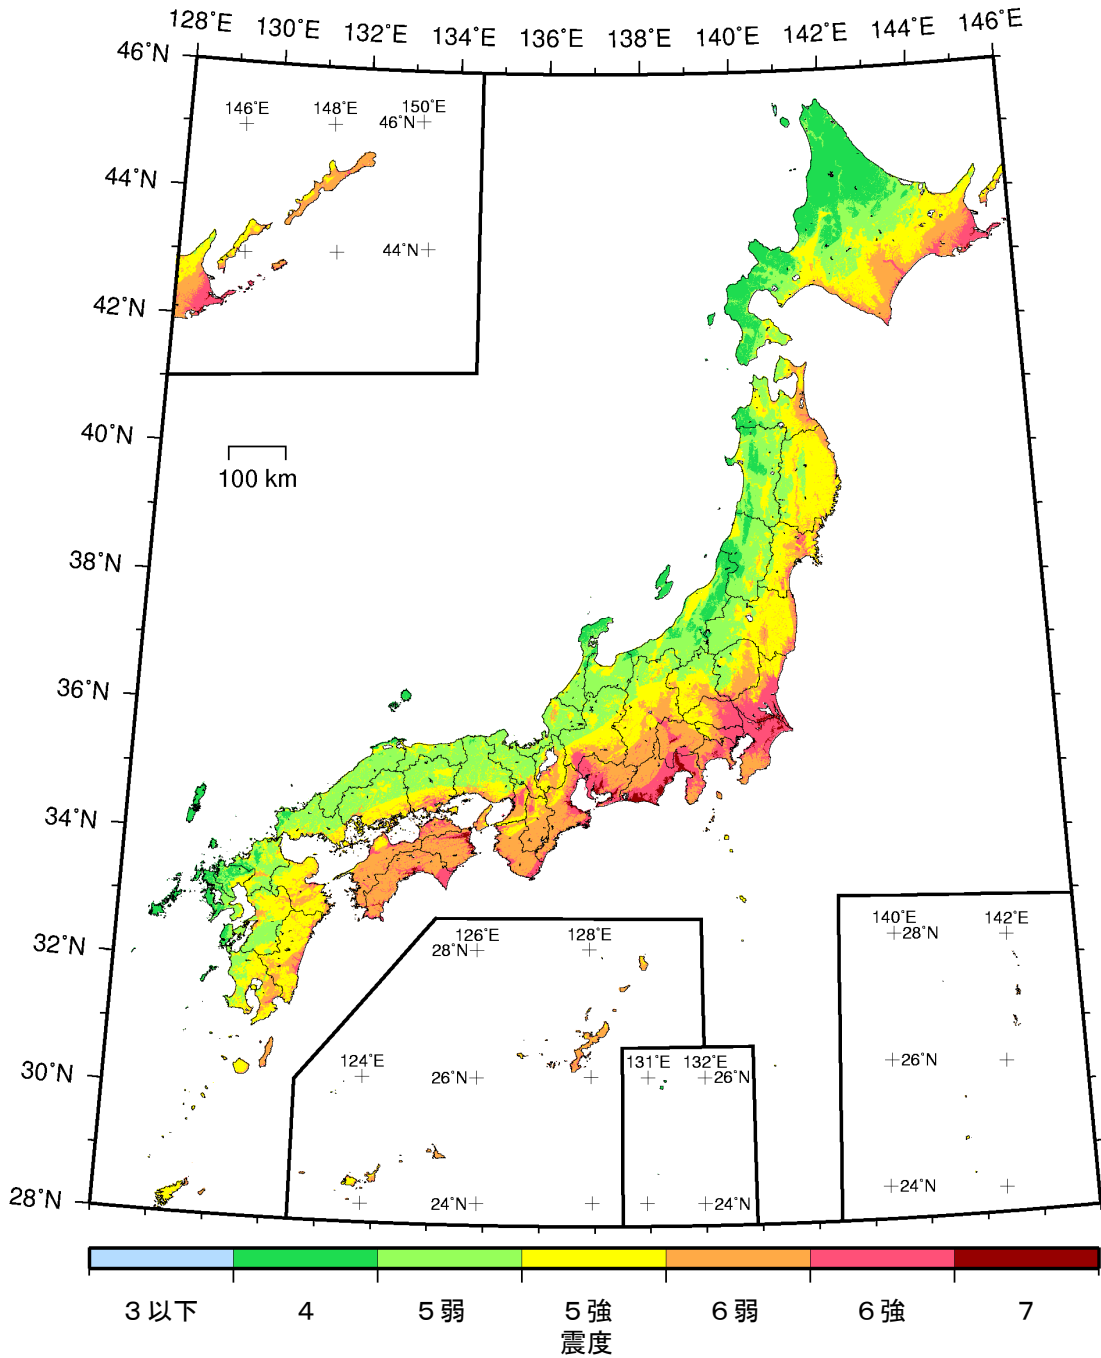 128°E 130°E 132°E 134°E 136°E 138°E 140°E 142°E 144°E 146°E
46°N
146°E 148°E 150°E
46°N
44°N
44°N
42°N
40°N
100 km
38°N
36°N
34°N
32°N
126°E 128°E
28°N
140°E 142°E
28°N
30°N
124°E
26°N
131°E 132°E
26°N
26°N
28°N
24°N
24°N
24°N
3以下 4 5弱 5強 6弱 6強 7
震度